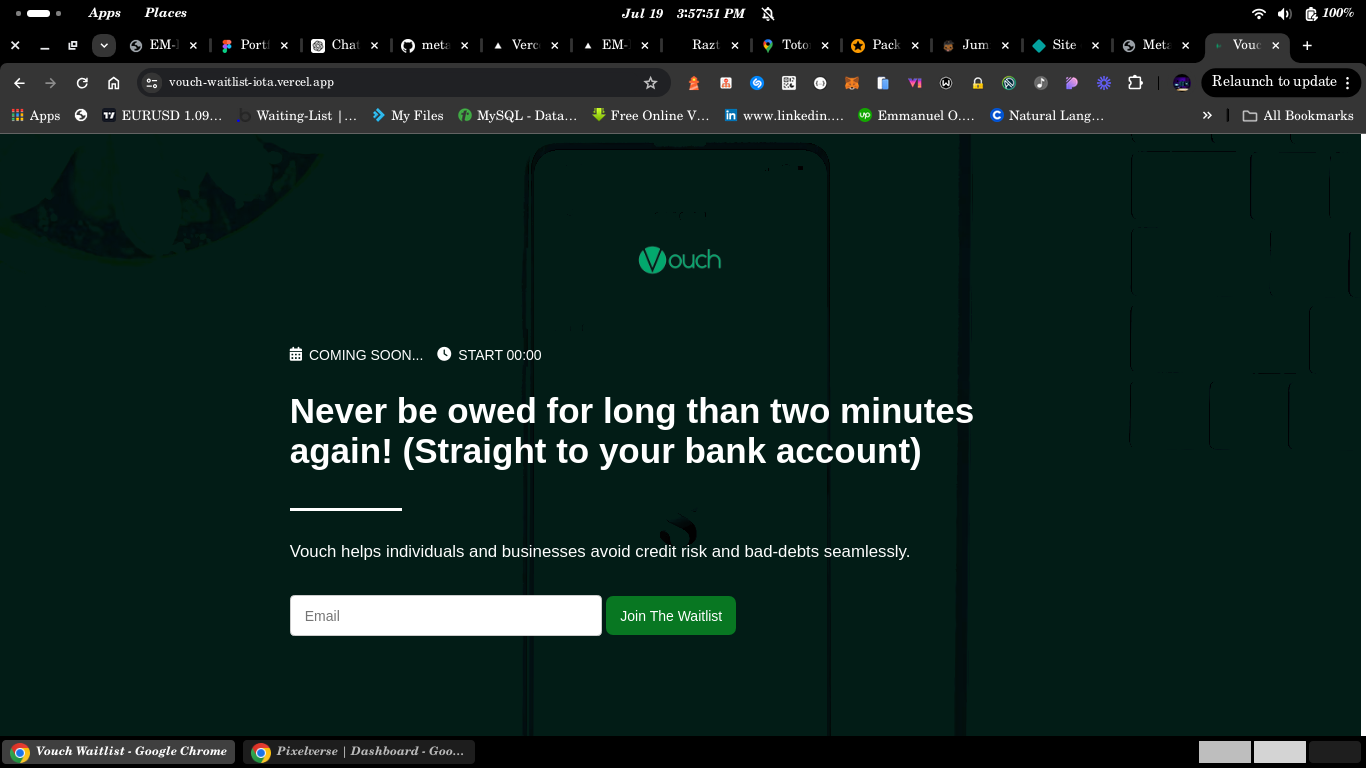 Apps Places Jul 19 3:57:51 PM 100%
EM- Porti Chat meta Verc EM- Razt Toto Pack Jum Site Meta Vouc
vouch-waitlist-iota.vercel.app Relaunch to update
Apps EURUSD 1.09… Waiting-List |… My Files MySQL - Data… Free Online V… www.linkedin.… Emmanuel O.… Natural Lang… All Bookmarks
Vouch
COMING SOON... START 00:00
Never be owed for long than two minutes
again! (Straight to your bank account)
Vouch helps individuals and businesses avoid credit risk and bad-debts seamlessly.
Email Join The Waitlist
Vouch Waitlist - Google Chrome Pixelverse | Dashboard - Goo...